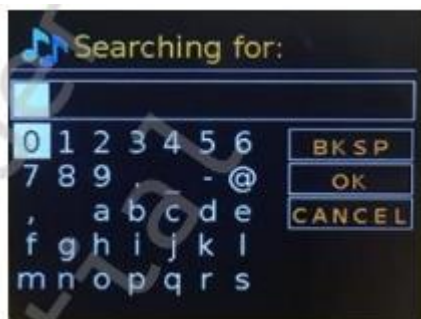 Searching for:
0 1 2 3 4 5 6
BKSP
7 8 9 . _ - @
OK
, a b c d e
CANCEL
f g h i j k l
m n o p q r s